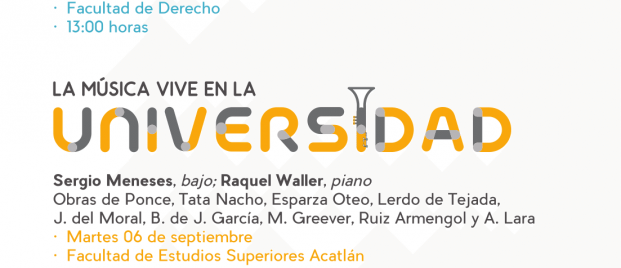 · Facultad de Derecho
· 13:00 horas
LA MÚSICA VIVE EN LA
UNIVERSIDAD
Sergio Meneses, bajo; Raquel Waller, piano
Obras de Ponce, Tata Nacho, Esparza Oteo, Lerdo de Tejada,
J. del Moral, B. de J. García, M. Greever, Ruiz Armengol y A. Lara
· Martes 06 de septiembre
· Facultad de Estudios Superiores Acatlán